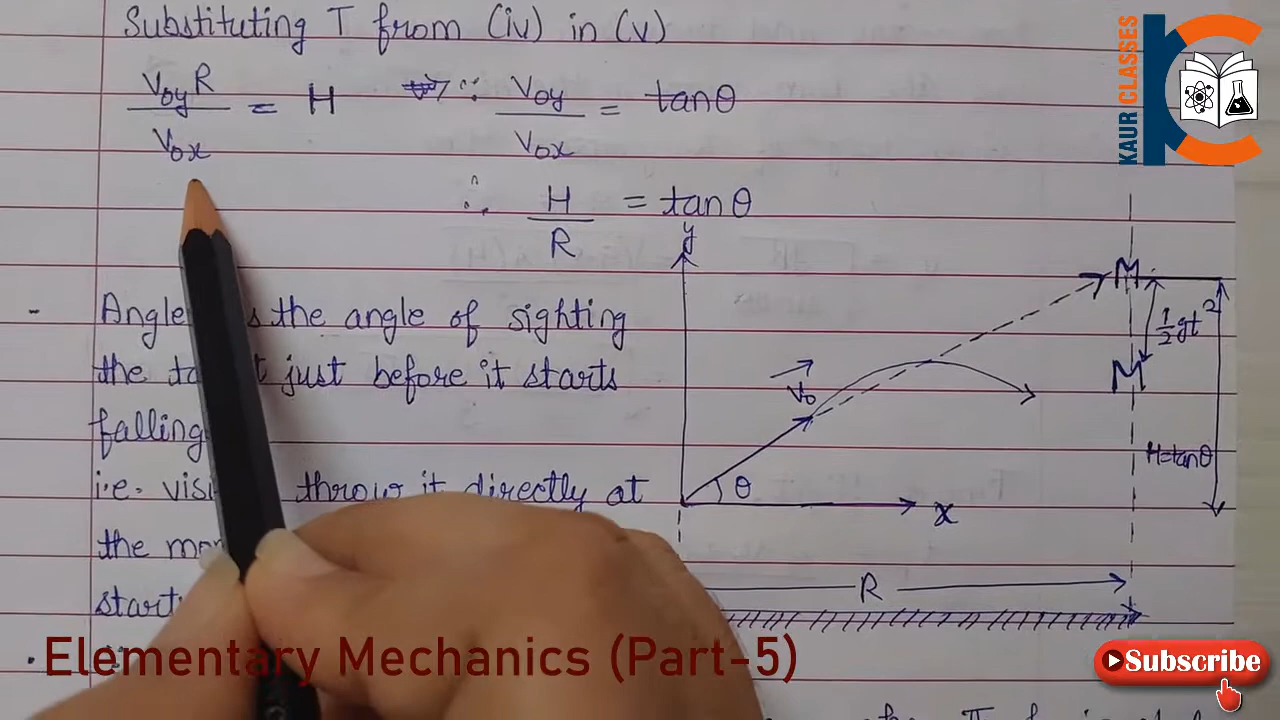 Substituting T from (iv) in (v)
V₀yR / V₀x = H ∵ V₀y / V₀x = tanθ
∴ H / R = tanθ
y
- Angle the angle of sighting
the just before it starts
falling
i.e. throw it directly at
the
V₀
θ
x
M
½gt²
M
H=tanθ
R
KAUR CLASSES
Elementary Mechanics (Part-5)
Subscribe